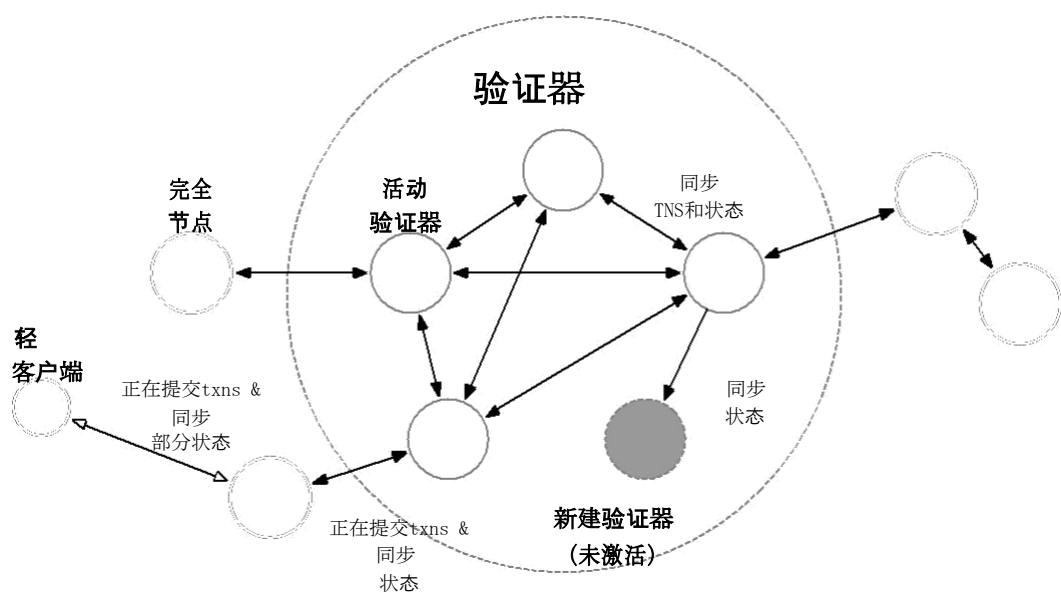 验证器
完全
节点
活动
验证器
同步
TNS和状态
轻
客户端
正在提交txns &
同步
部分状态
同步
状态
新建验证器
(未激活)
正在提交txns &
同步
状态